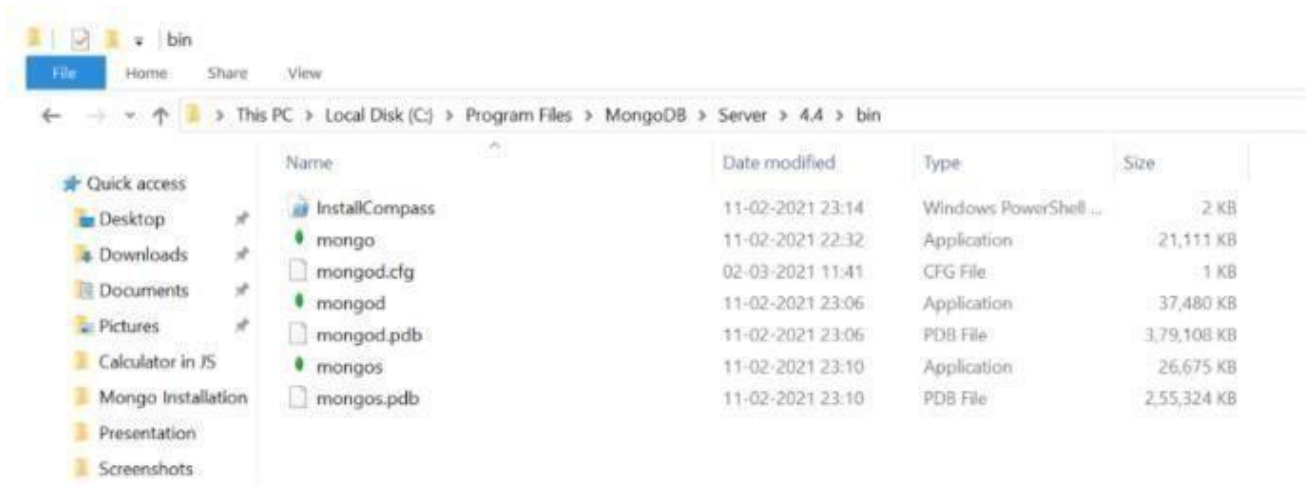 bin
File Home Share View
This PC > Local Disk (C:) > Program Files > MongoDB > Server > 4.4 > bin
Name Date modified Type Size
Quick access
Desktop
Downloads
Documents
Pictures
Calculator in JS
Mongo Installation
Presentation
Screenshots
InstallCompass 11-02-2021 23:14 Windows PowerShell ... 2 KB
mongo 11-02-2021 22:32 Application 21,111 KB
mongod.cfg 02-03-2021 11:41 CFG File 1 KB
mongod 11-02-2021 23:06 Application 37,480 KB
mongod.pdb 11-02-2021 23:06 PDB File 3,79,108 KB
mongos 11-02-2021 23:10 Application 26,675 KB
mongos.pdb 11-02-2021 23:10 PDB File 2,55,324 KB